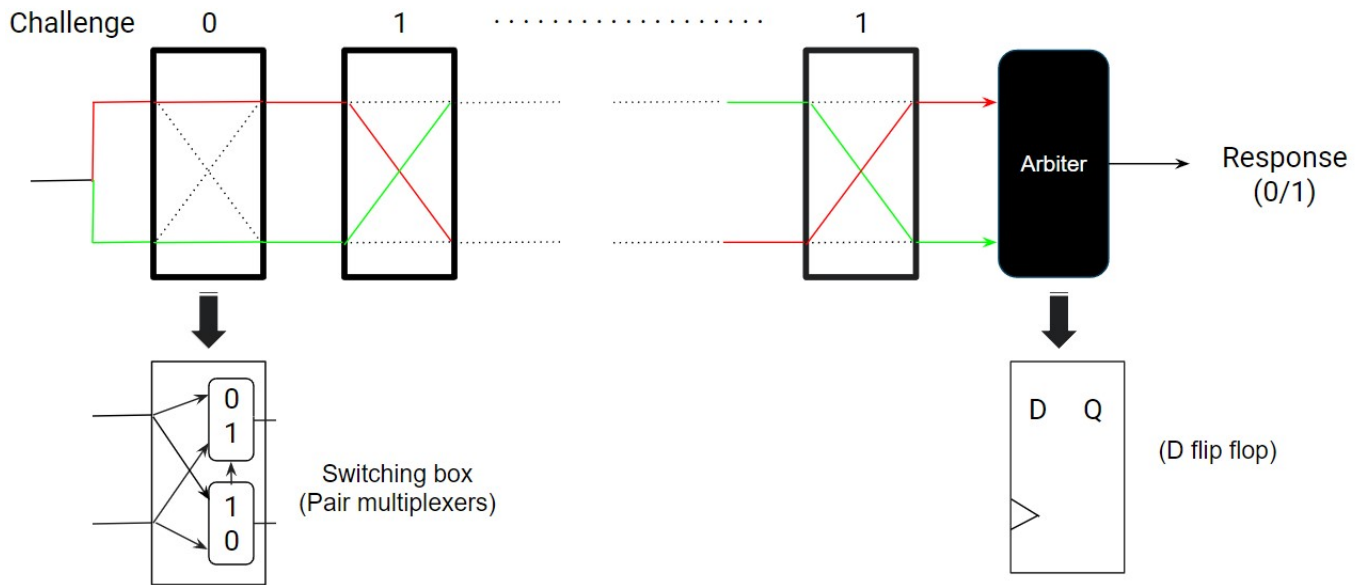 Challenge 0 1 ................... 1
Arbiter
Response
(0/1)
0
1
1
0
Switching box
(Pair multiplexers)
D Q
(D flip flop)